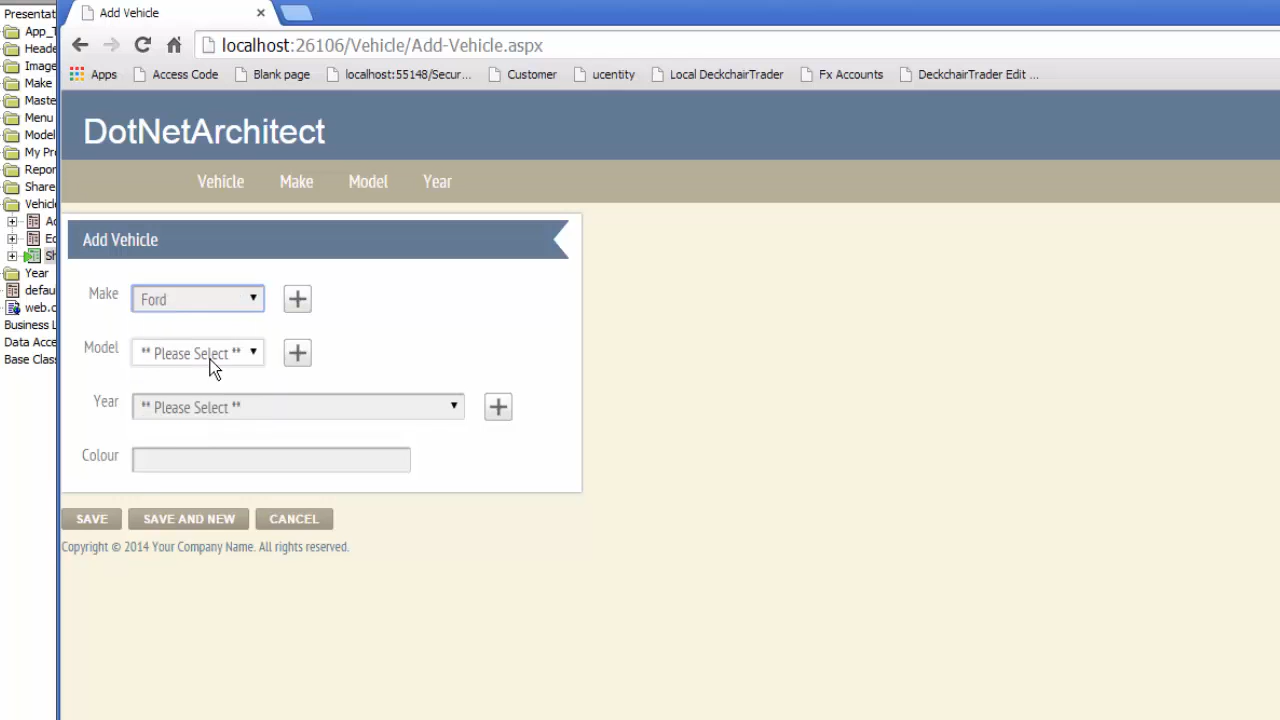 Presentat
Add Vehicle
×
App_T
Heade
localhost:26106/Vehicle/Add-Vehicle.aspx
Image
Apps Access Code Blank page localhost:55148/Secur... Customer ucentity Local DeckchairTrader Fx Accounts DeckchairTrader Edit ...
Make
Maste
Menu
DotNetArchitect
Model
My Pr
Repor
Vehicle Make Model Year
Share
Vehicl
Ac
Add Vehicle
Ed
Sh
Year
defau
Make Ford
web.c
Business L
Data Acce
Model ** Please Select **
Base Class
Year ** Please Select **
Colour
SAVE SAVE AND NEW CANCEL
Copyright © 2014 Your Company Name. All rights reserved.